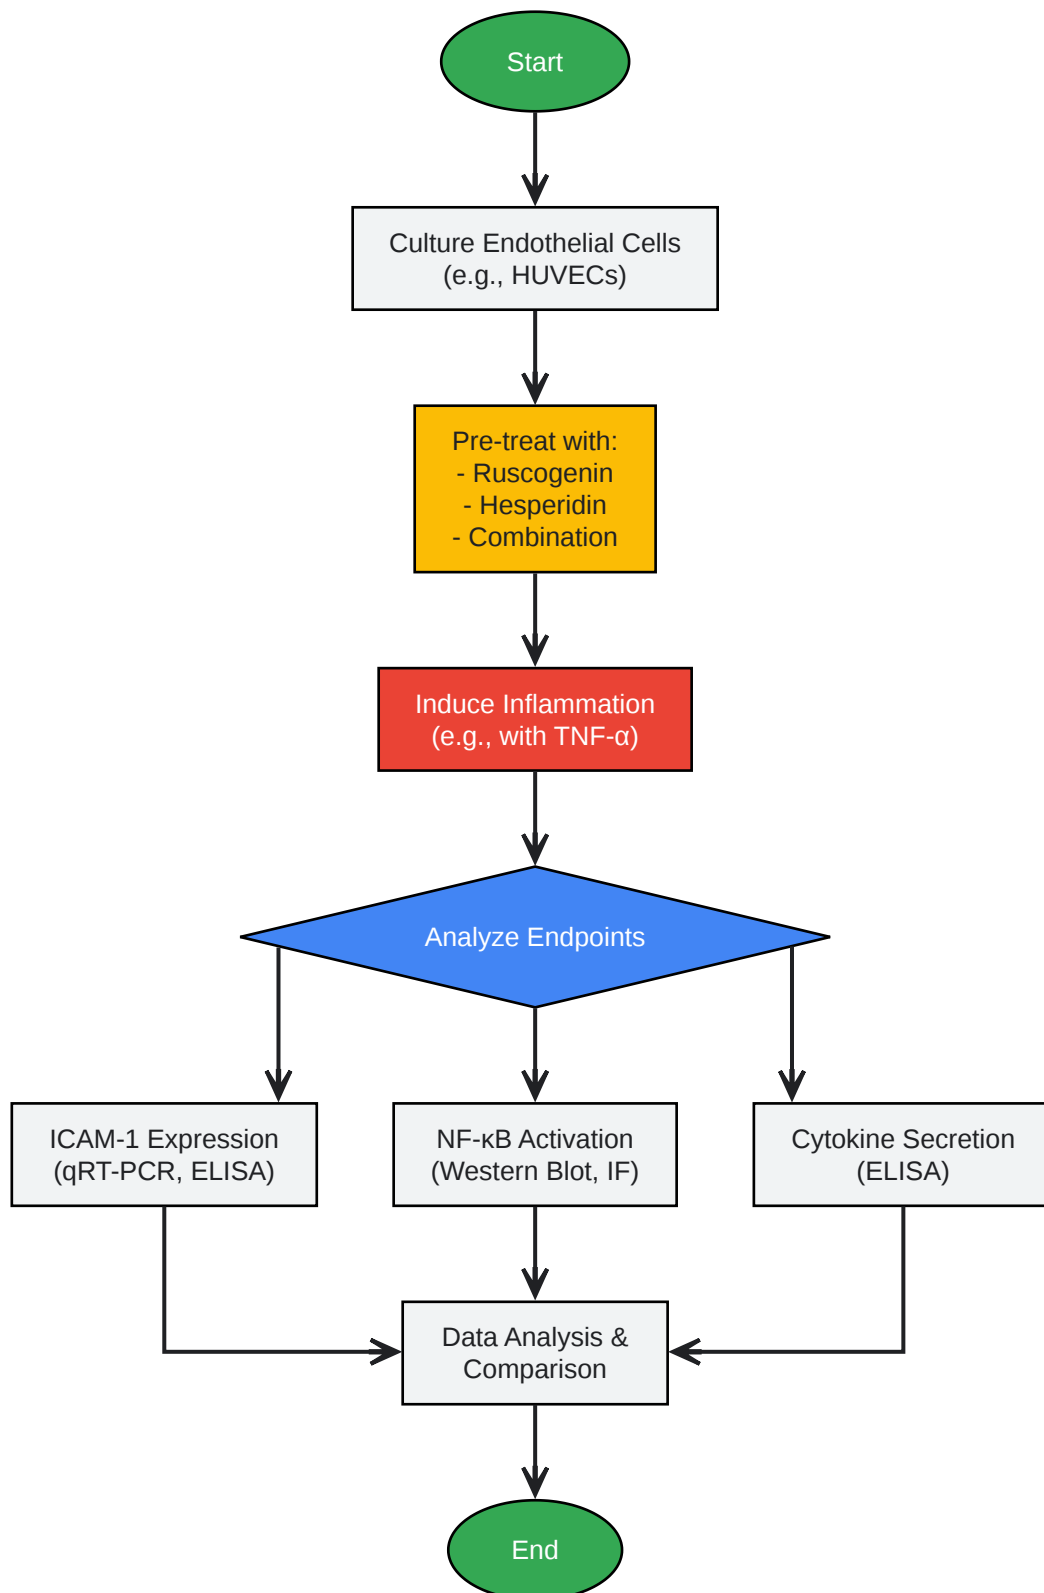 Start
Culture Endothelial Cells
(e.g., HUVECs)
Pre-treat with:
- Ruscogenin
- Hesperidin
- Combination
Induce Inflammation
(e.g., with TNF-α)
Analyze Endpoints
ICAM-1 Expression
(qRT-PCR, ELISA)
NF-κB Activation
(Western Blot, IF)
Cytokine Secretion
(ELISA)
Data Analysis &
Comparison
End